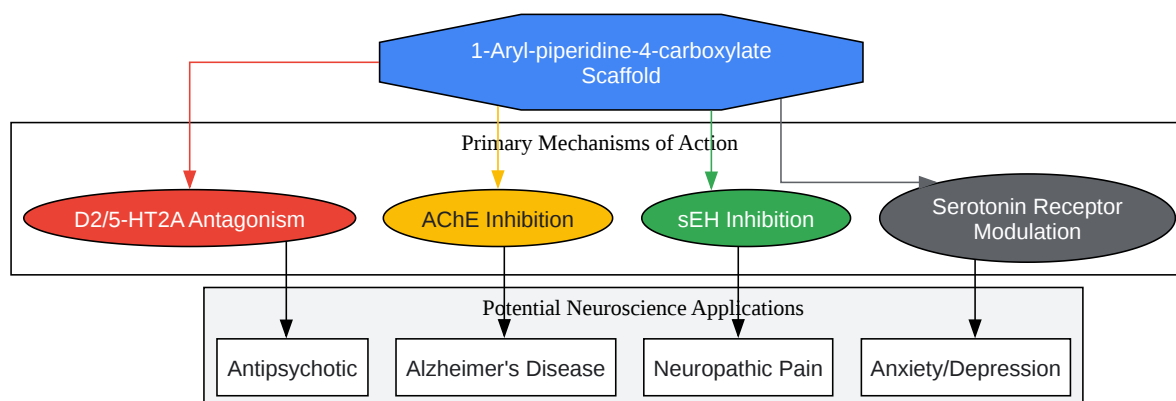 1-Aryl-piperidine-4-carboxylate
Scaffold
Primary Mechanisms of Action
D2/5-HT2A Antagonism
AChE Inhibition
sEH Inhibition
Serotonin Receptor
Modulation
Potential Neuroscience Applications
Antipsychotic
Alzheimer's Disease
Neuropathic Pain
Anxiety/Depression